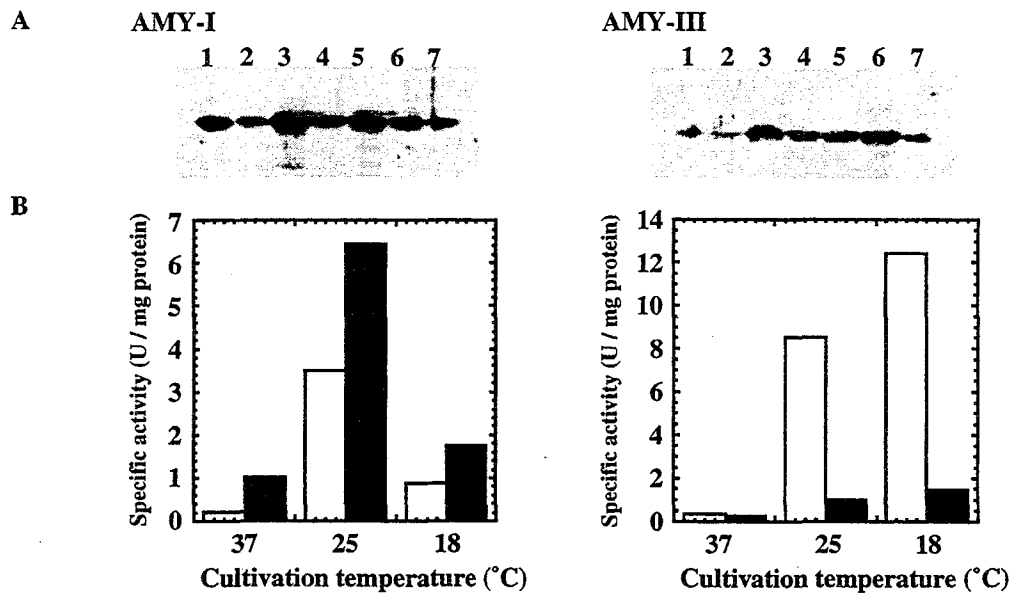 A
AMY-I
AMY-III
1 2 3 4 5 6 7
1 2 3 4 5 6 7
B
Specific activity (U / mg protein)
7
6
5
4
3
2
1
0
37 25 18
Cultivation temperature (°C)
Specific activity (U / mg protein)
14
12
10
8
6
4
2
0
37 25 18
Cultivation temperature (°C)